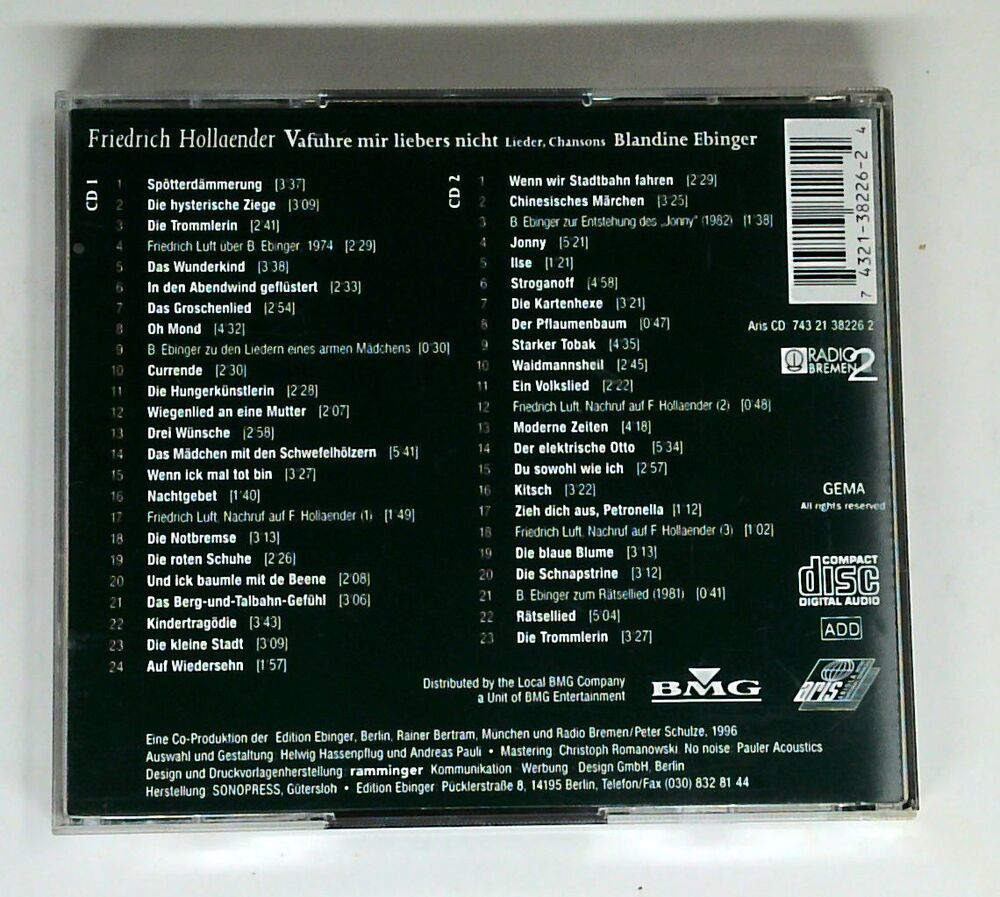 Friedrich Hollaender Vaführe mir liebers nicht Lieder, Chansons Blandine Ebinger
CD 1
1 Spötterdämmerung [3'37]
2 Die hysterische Ziege [3'09]
3 Die Trommlerin [2'41]
4 Friedrich Luft über B. Ebinger, 1974 [2'29]
5 Das Wunderkind [3'38]
6 In den Abendwind geflüstert [2'33]
7 Das Groschenlied [2'54]
8 Oh Mond [4'32]
9 B. Ebinger zu den Liedern eines armen Mädchens [0'30]
10 Currende [2'30]
11 Die Hungerkünstlerin [2'28]
12 Wiegenlied an eine Mutter [2'07]
13 Drei Wünsche [2'58]
14 Das Mädchen mit den Schwefelhölzern [5'41]
15 Wenn ick mal tot bin [3'27]
16 Nachtgebet [1'40]
17 Friedrich Luft, Nachruf auf F. Hollaender (1) [1'49]
18 Die Notbremse [3'13]
19 Die roten Schuhe [2'26]
20 Und ick baumle mit de Beene [2'08]
21 Das Berg-und-Talbahn-Gefühl [3'06]
22 Kindertragödie [3'43]
23 Die kleine Stadt [3'09]
24 Auf Wiedersehn [1'57]
CD 2
1 Wenn wir Stadtbahn fahren [2'29]
2 Chinesisches Märchen [3'25]
3 B. Ebinger zur Entstehung des „Jonny" (1982) [1'38]
4 Jonny [5'21]
5 Ilse [1'21]
6 Stroganoff [4'58]
7 Die Kartenhexe [3'21]
8 Der Pflaumenbaum [0'47]
9 Starker Tobak [4'35]
10 Waidmannsheil [2'45]
11 Ein Volkslied [2'22]
12 Friedrich Luft, Nachruf auf F. Hollaender (2) [0'48]
13 Moderne Zeiten [4'18]
14 Der elektrische Otto [5'34]
15 Du sowohl wie ich [2'57]
16 Kitsch [3'22]
17 Zieh dich aus, Petronella [1'12]
18 Friedrich Luft, Nachruf auf F. Hollaender (3) [1'02]
19 Die blaue Blume [3'13]
20 Die Schnapstrine [3'12]
21 B. Ebinger zum Rätsellied (1981) [0'41]
22 Rätsellied [5'04]
23 Die Trommlerin [3'27]
7 4321-38226-2 4
Aris CD 743 21 38226 2
RADIO
BREMEN 2
GEMA
All rights reserved
COMPACT
disc
DIGITAL AUDIO
ADD
aris
Distributed by the Local BMG Company
a Unit of BMG Entertainment
BMG
Eine Co-Produktion der Edition Ebinger, Berlin, Rainer Bertram, München und Radio Bremen/Peter Schulze, 1996
Auswahl und Gestaltung: Helwig Hassenpflug und Andreas Pauli • Mastering: Christoph Romanowski, No noise: Pauler Acoustics
Design und Druckvorlagenherstellung: ramminger Kommunikation Werbung Design GmbH, Berlin
Herstellung: SONOPRESS, Gütersloh • Edition Ebinger: Pücklerstraße 8, 14195 Berlin, Telefon/Fax (030) 832 81 44